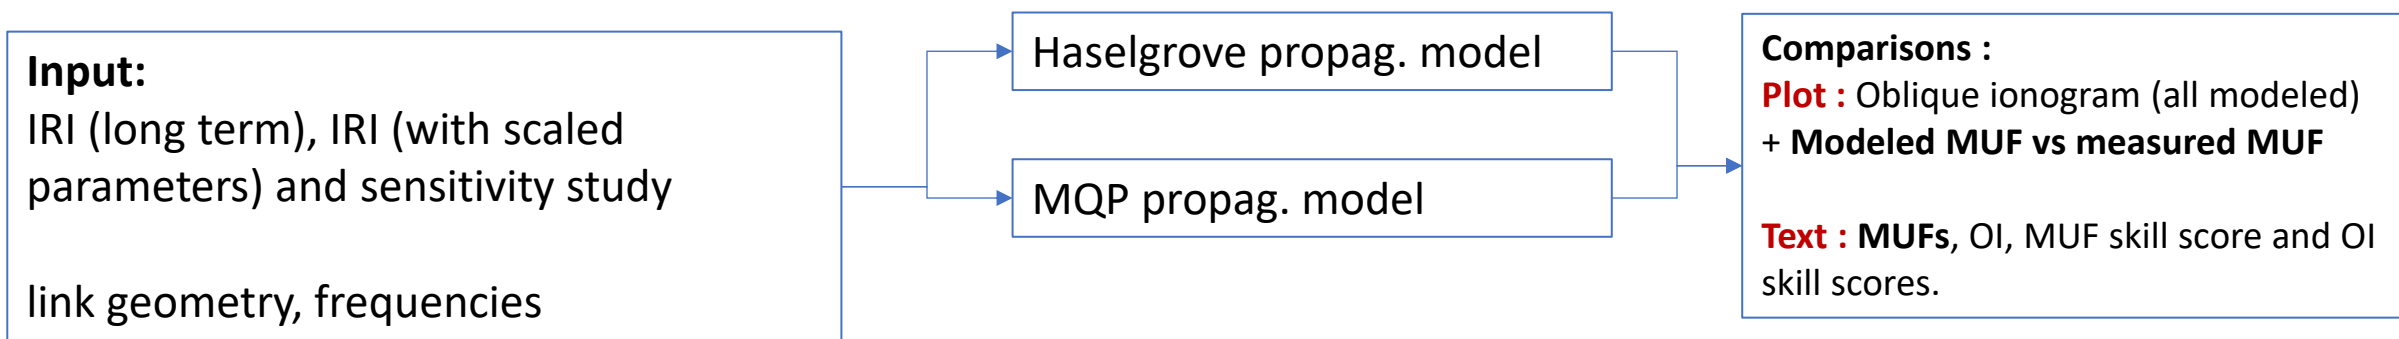 Input:
IRI (long term), IRI (with scaled
parameters) and sensitivity study
link geometry, frequencies
Haselgrove propag. model
MQP propag. model
Comparisons :
Plot : Oblique ionogram (all modeled)
+ Modeled MUF vs measured MUF
Text : MUFs, OI, MUF skill score and OI
skill scores.